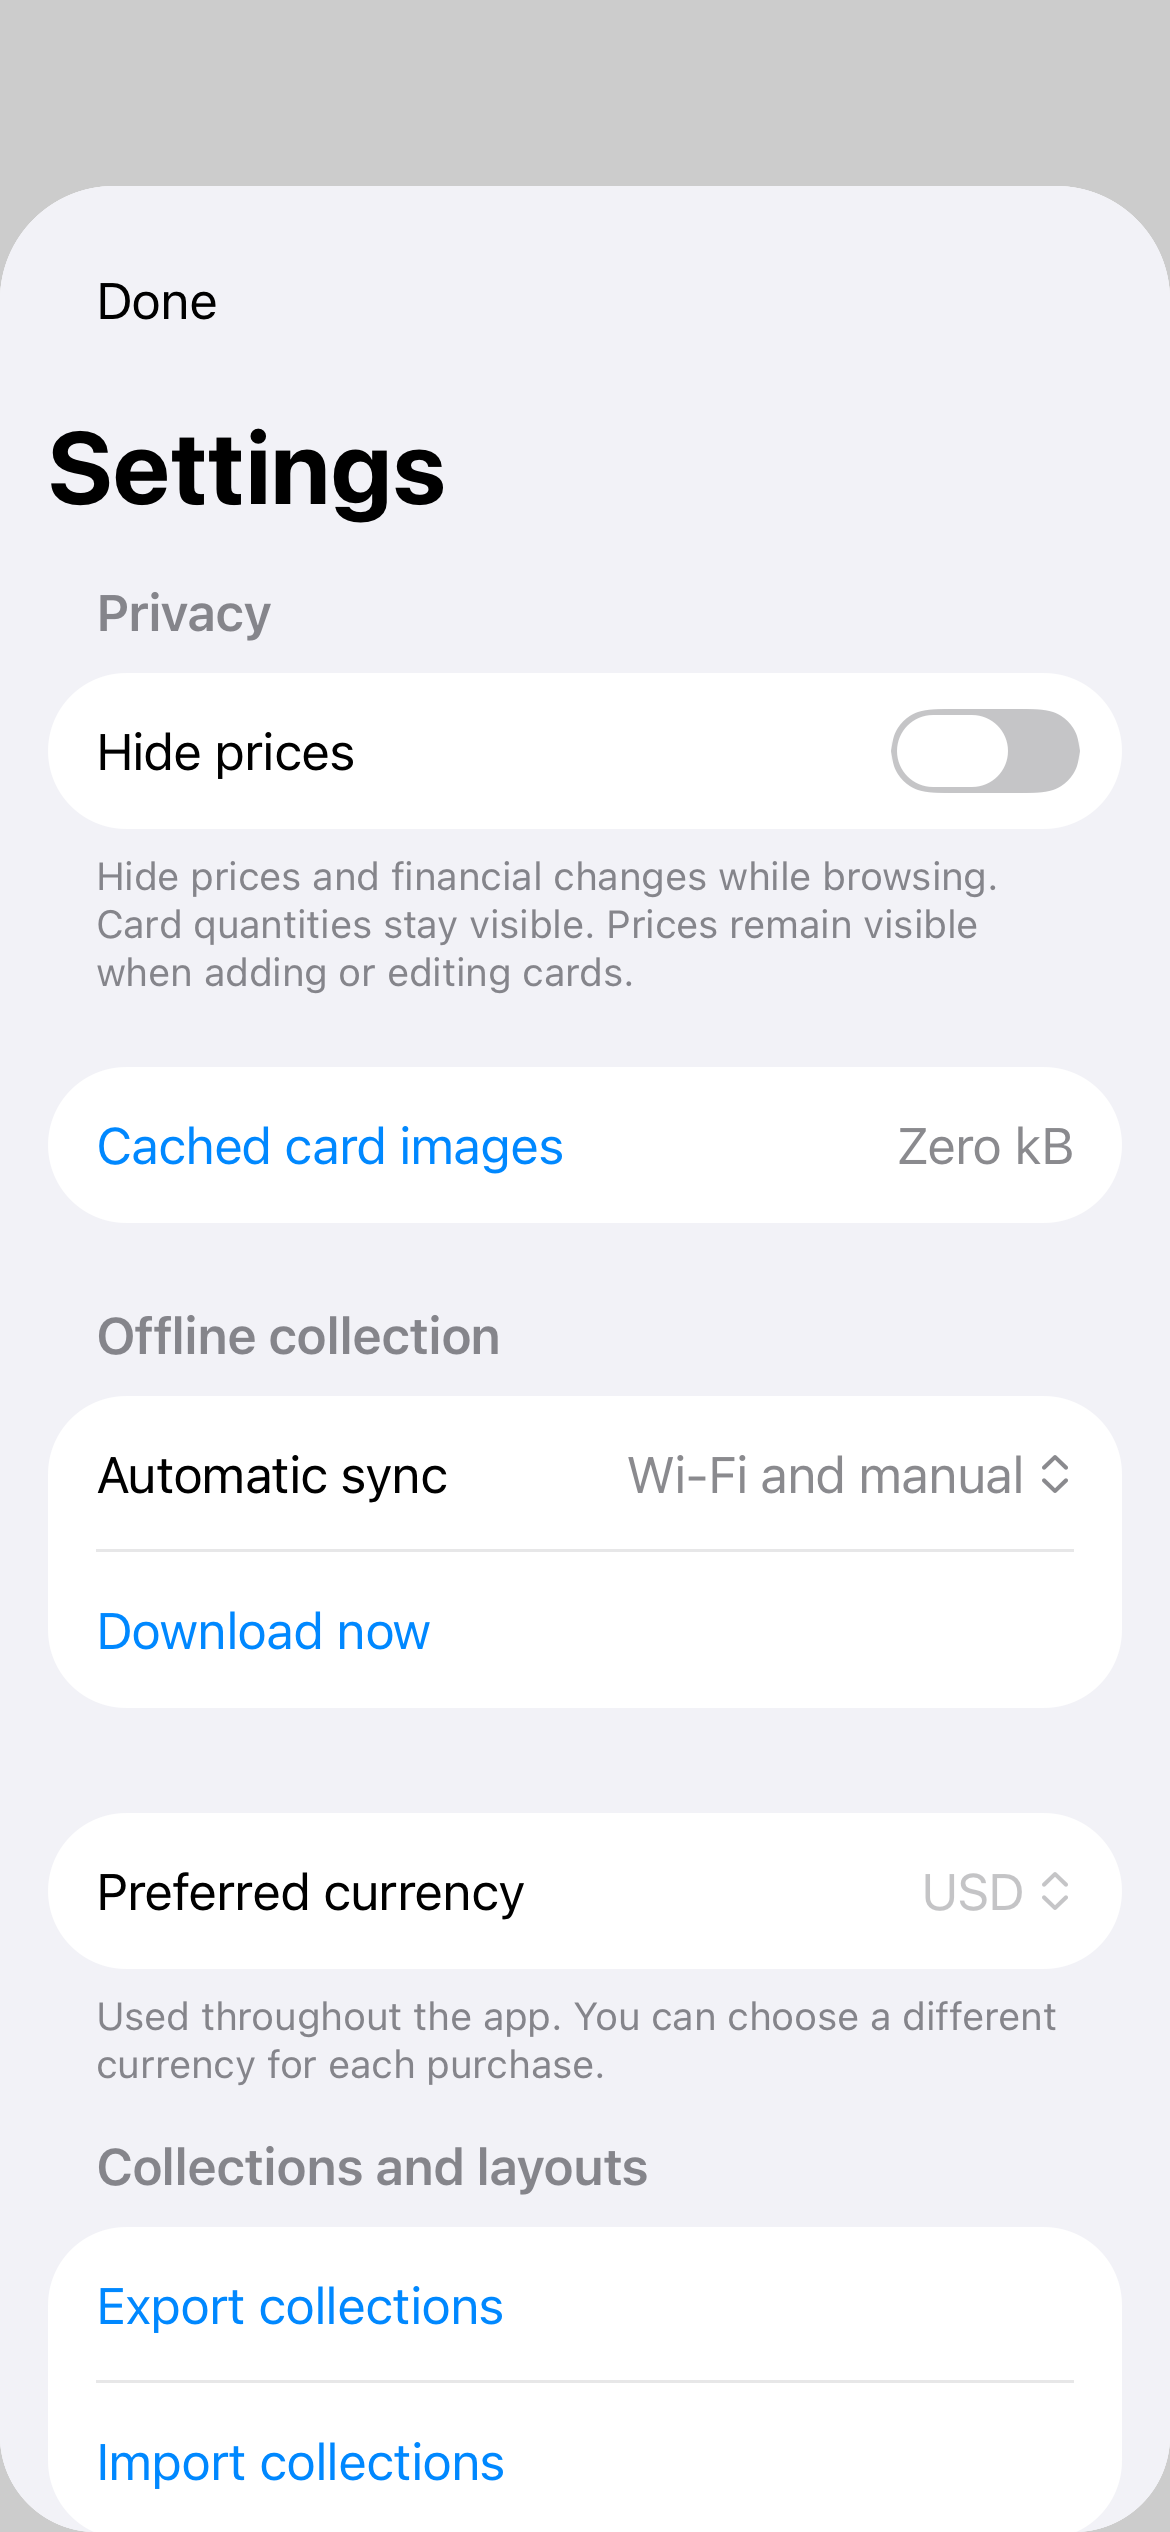 Done
Settings
Privacy
Hide prices
Hide prices and financial changes while browsing.
Card quantities stay visible. Prices remain visible
when adding or editing cards.
Cached card images Zero kB
Offline collection
Automatic sync Wi-Fi and manual
Download now
Preferred currency USD
Used throughout the app. You can choose a different
currency for each purchase.
Collections and layouts
Export collections
Import collections